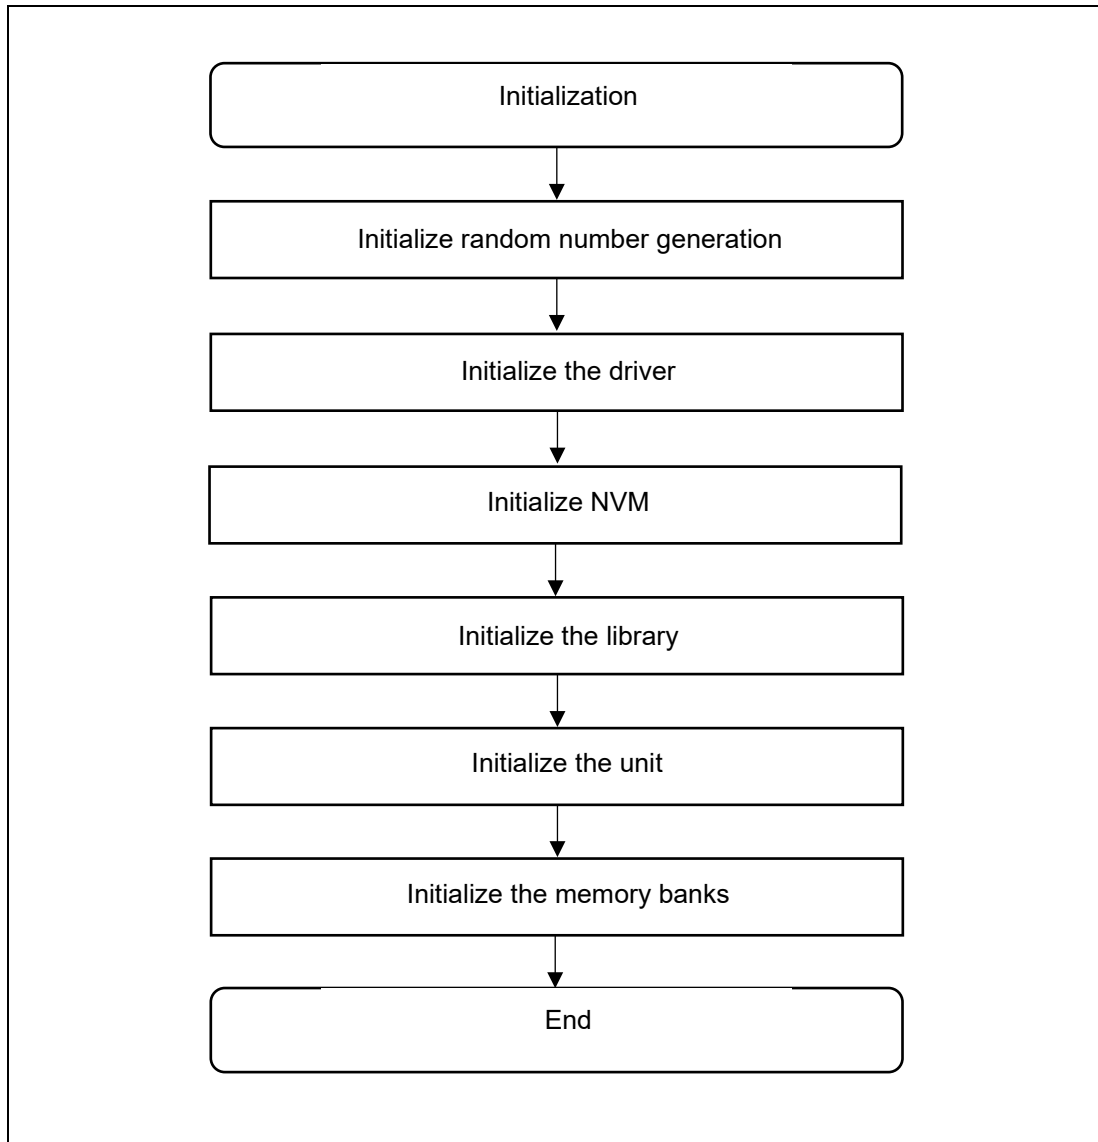 Initialization
Initialize random number generation
Initialize the driver
Initialize NVM
Initialize the library
Initialize the unit
Initialize the memory banks
End